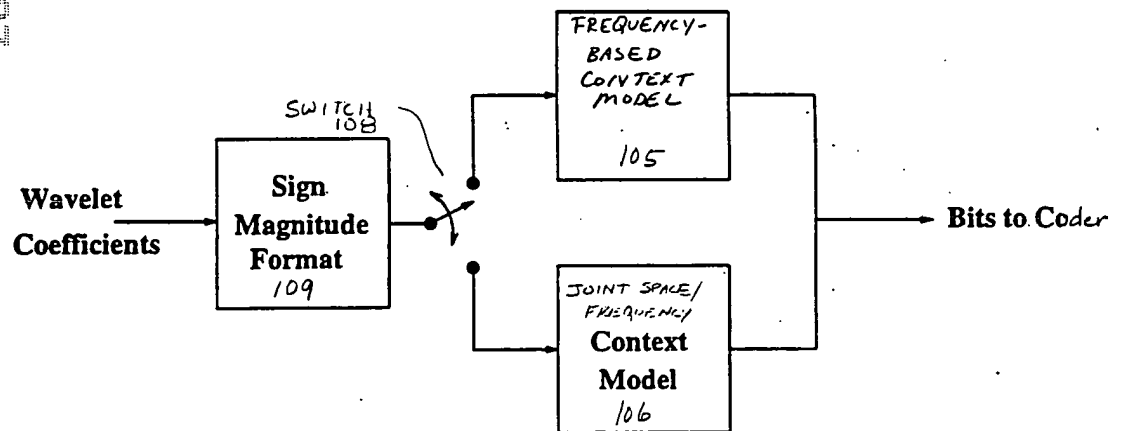 FREQUENCY-
BASED
CONTEXT
MODEL
105
SWITCH
108
Wavelet
Coefficients
Sign
Magnitude
Format
109
Bits to Coder
JOINT SPACE/
FREQUENCY
Context
Model
106